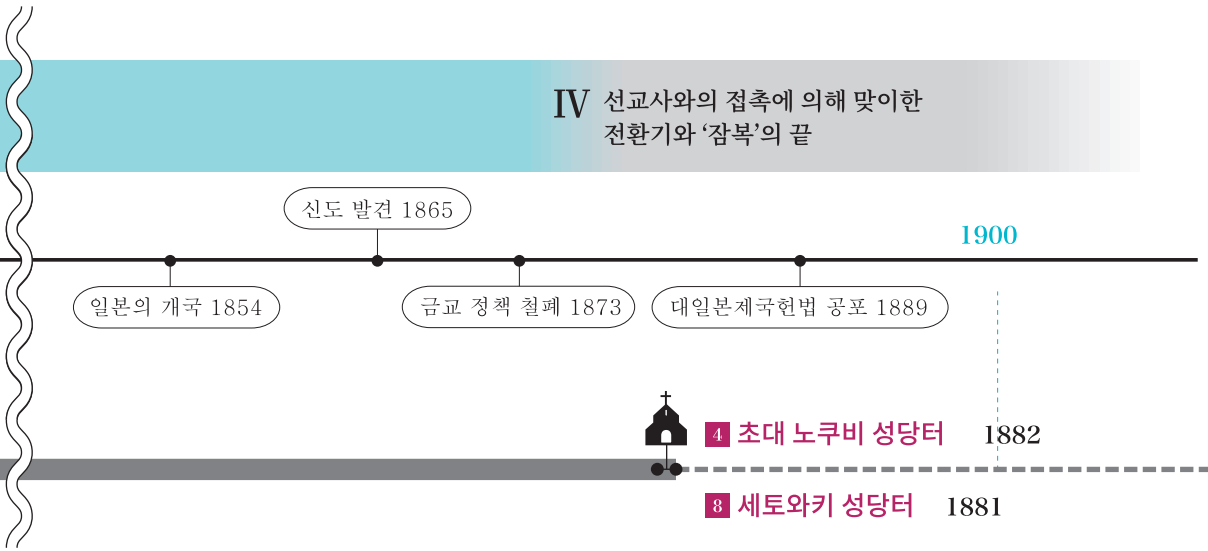 IV 선교사와의 접촉에 의해 맞이한
전환기와 ‘잠복’의 끝
신도 발견 1865
1900
일본의 개국 1854
금교 정책 철폐 1873
대일본제국헌법 공포 1889
4 초대 노쿠비 성당터 1882
8 세토와키 성당터 1881